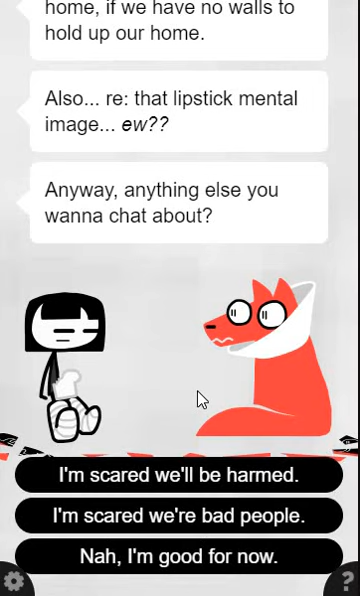 home, if we have no walls to
hold up our home.
Also... re: that lipstick mental
image... ew??
Anyway, anything else you
wanna chat about?
I'm scared we'll be harmed.
I'm scared we're bad people.
Nah, I'm good for now.
?